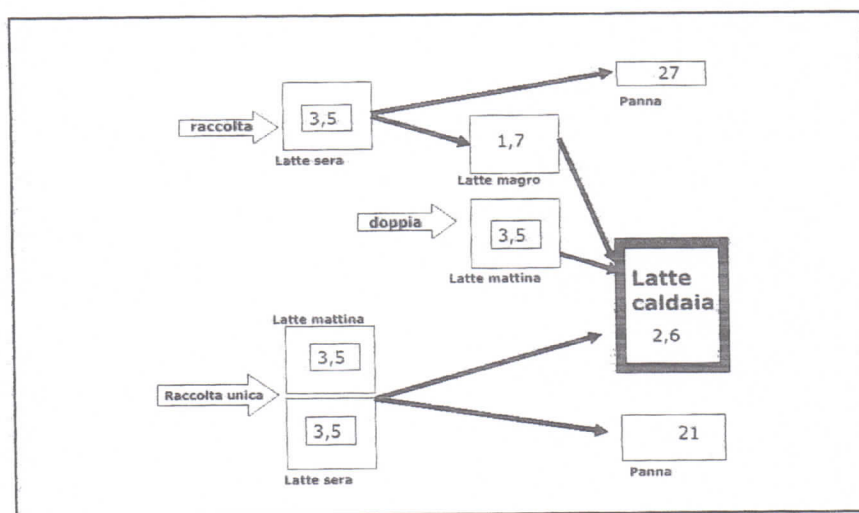 27
Panna
raccolta
3,5
Latte sera
1,7
Latte magro
doppia
3,5
Latte mattina
Latte
caldaia
2,6
Latte mattina
3,5
Raccolta unica
3,5
Latte sera
21
Panna